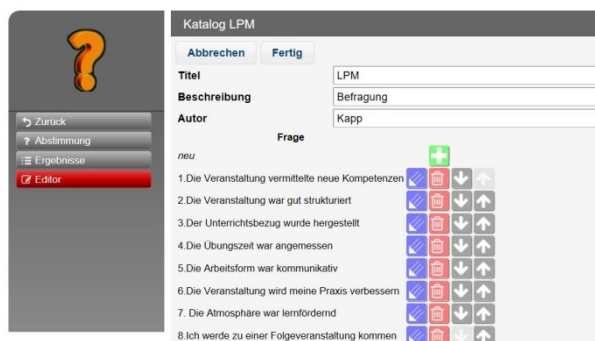 Katalog LPM
Abbrechen Fertig
Titel LPM
Beschreibung Befragung
Autor Kapp
Frage
neu
1.Die Veranstaltung vermittelte neue Kompetenzen
2.Die Veranstaltung war gut strukturiert
3.Der Unterrichtsbezug wurde hergestellt
4.Die Übungszeit war angemessen
5.Die Arbeitsform war kommunikativ
6.Die Veranstaltung wird meine Praxis verbessern
7. Die Atmosphäre war lernfördernd
8.Ich werde zu einer Folgeveranstaltung kommen
Zurück
? Abstimmung
Ergebnisse
Editor